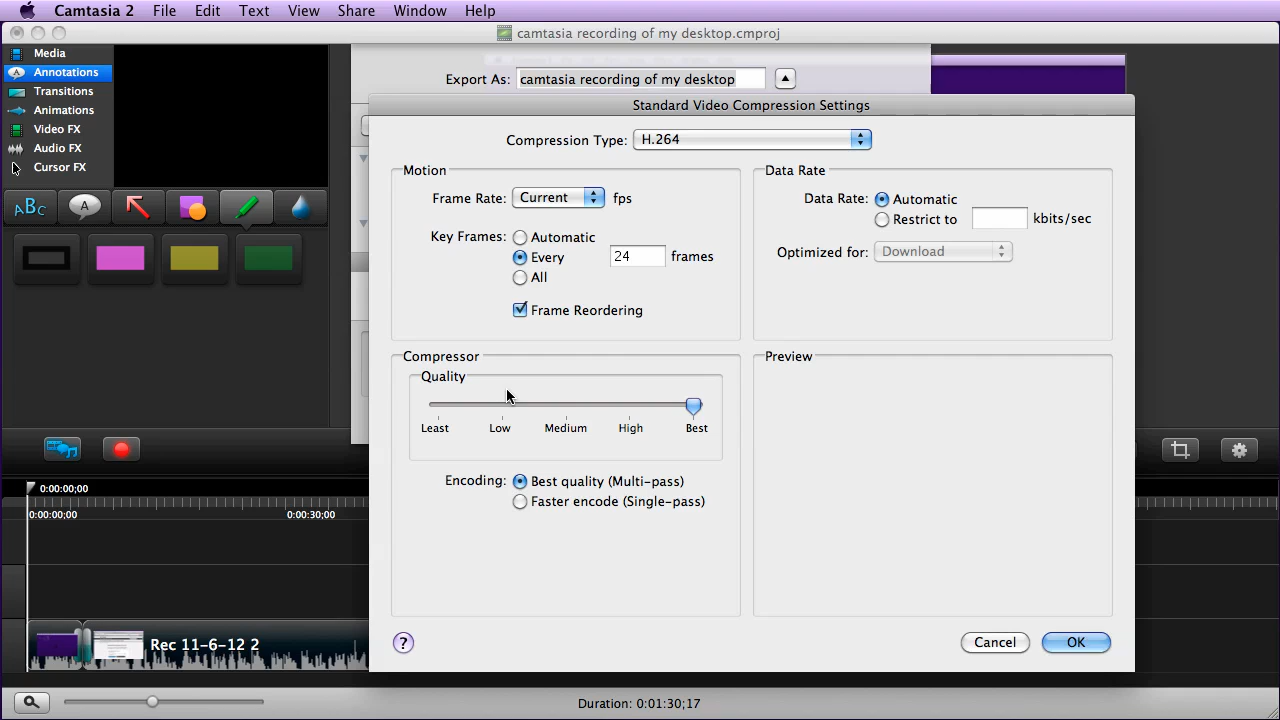 Camtasia 2 File Edit Text View Share Window Help
camtasia recording of my desktop.cmproj
Media
Annotations
Transitions
Animations
Video FX
Audio FX
Cursor FX
ABC
A
Export As: camtasia recording of my desktop
Standard Video Compression Settings
Compression Type: H.264
Motion
Frame Rate: Current fps
Key Frames: Automatic
Every 24 frames
All
Frame Reordering
Data Rate
Data Rate: Automatic
Restrict to kbits/sec
Optimized for: Download
Compressor
Quality
Least Low Medium High Best
Encoding: Best quality (Multi-pass)
Faster encode (Single-pass)
Preview
? Cancel OK
0:00:00;00
0:00:00;00 0:00:30;00
Rec 11-6-12 2
Duration: 0:01:30;17